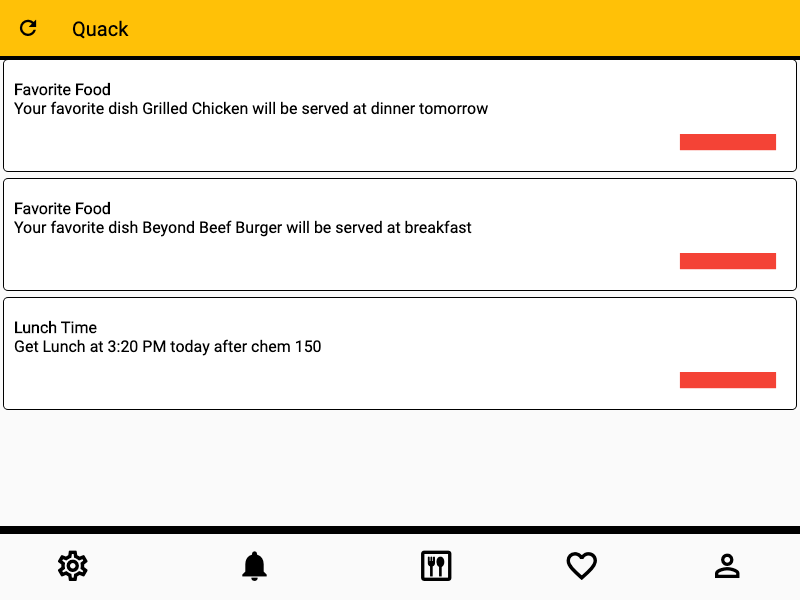 Quack
Favorite Food
Your favorite dish Grilled Chicken will be served at dinner tomorrow
Favorite Food
Your favorite dish Beyond Beef Burger will be served at breakfast
Lunch Time
Get Lunch at 3:20 PM today after chem 150